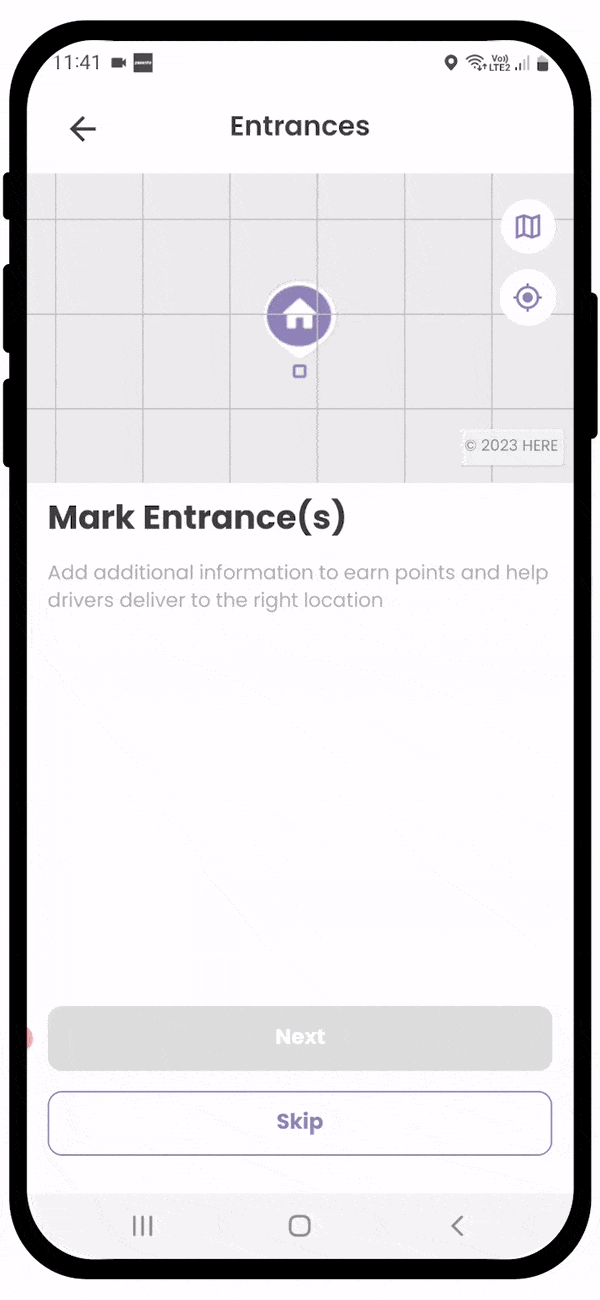 11:41
Vo))
LTE2
Entrances
© 2023 HERE
Mark Entrance(s)
Add additional information to earn points and help
drivers deliver to the right location
Next
Skip